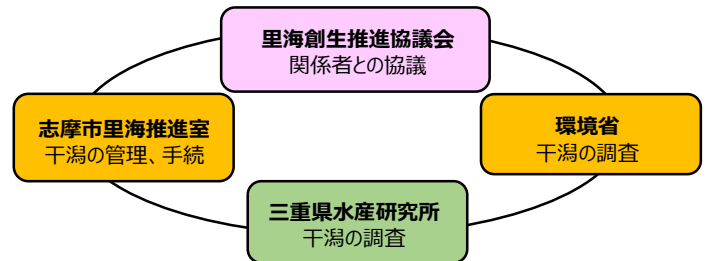 里海創生推進協議会
関係者との協議
志摩市里海推進室
干潟の管理、手続
環境省
干潟の調査
三重県水産研究所
干潟の調査